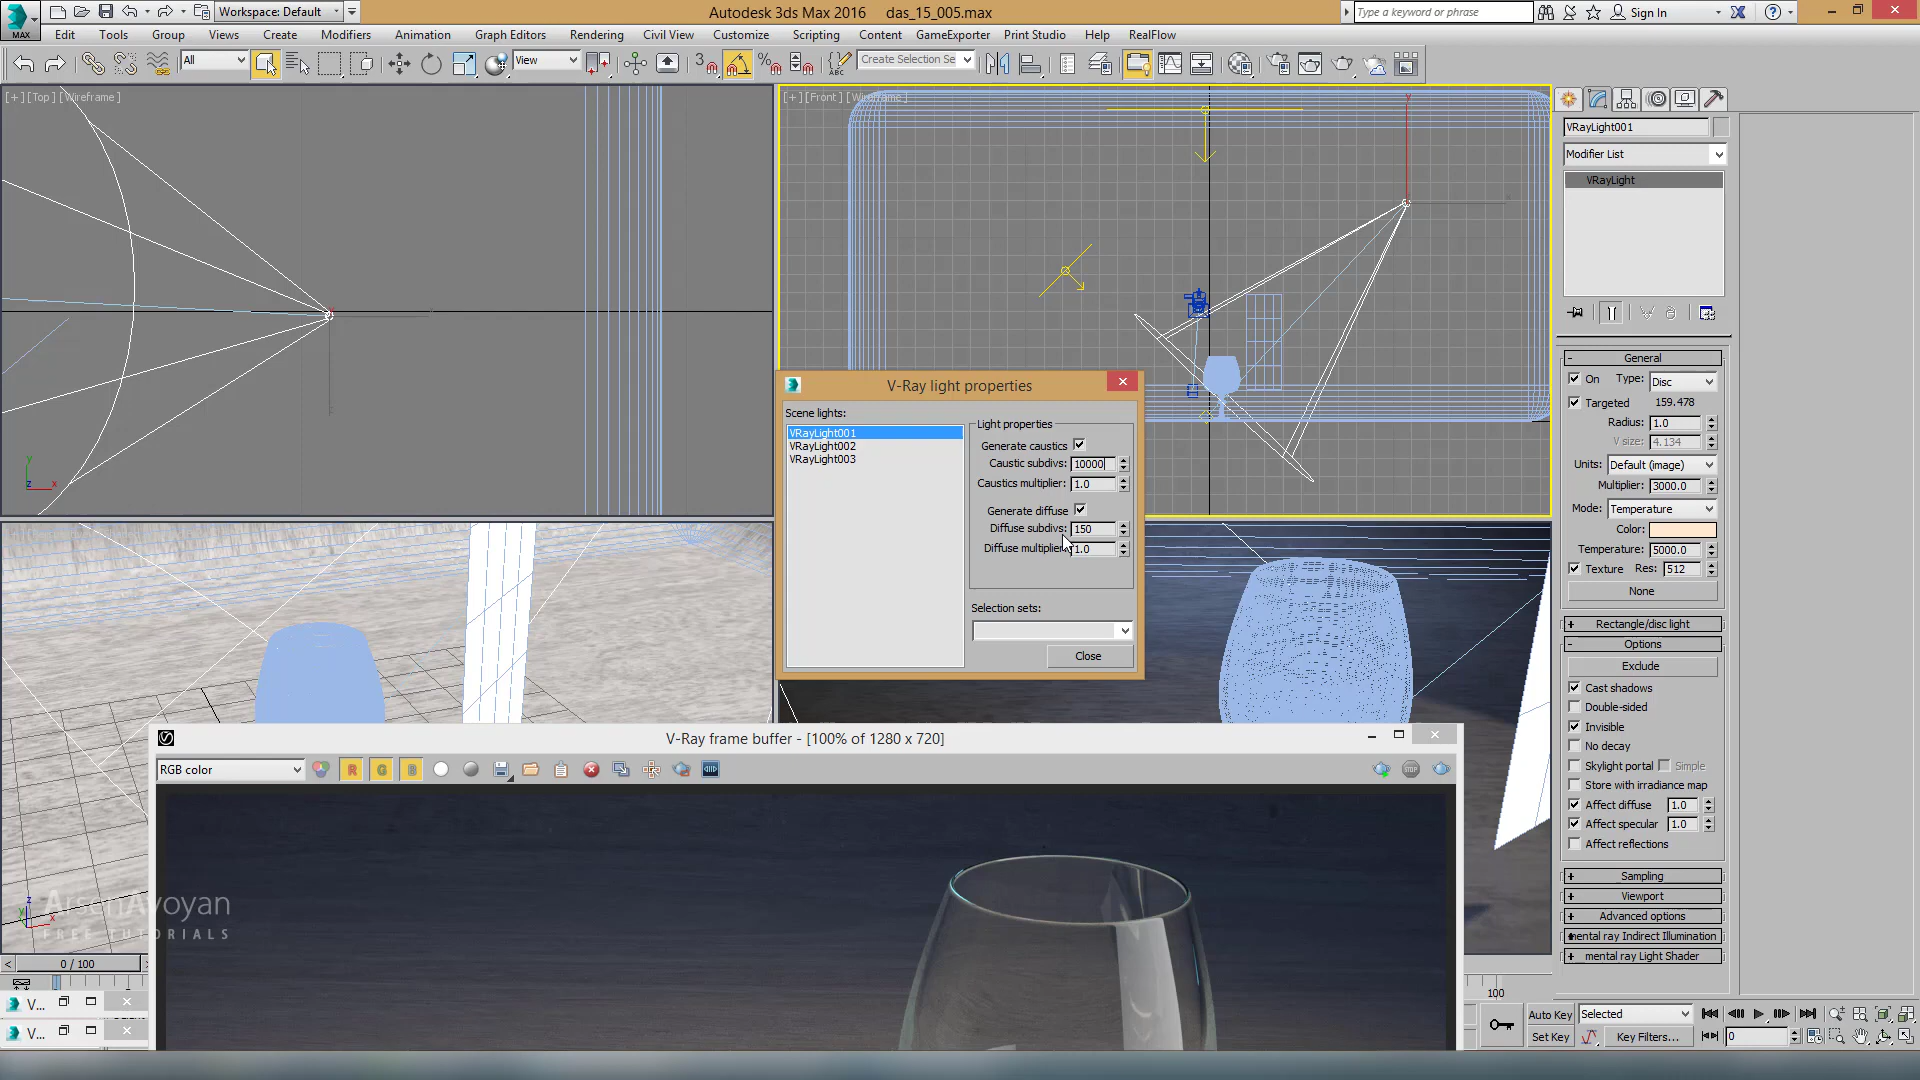 Workspace: Default
Autodesk 3ds Max 2016 das_15_005.max
Type a keyword or phrase
Sign In
MAX
Edit Tools Group Views Create Modifiers Animation Graph Editors Rendering Civil View Customize Scripting Content GameExporter Print Studio Help RealFlow
All
View
3
ABC
Create Selection Se
[+][Top][Wireframe]
[+][Front][Wireframe]
VRayLight001
Modifier List
VRayLight
General
On Type: Disc
Targeted 159.478
Radius: 1.0
V size: 4.134
Units: Default (image)
Multiplier: 3000.0
Mode: Temperature
Color:
Temperature: 5000.0
Texture Res: 512
None
Rectangle/disc light
Options
Exclude
Cast shadows
Double-sided
Invisible
No decay
Skylight portal Simple
Store with irradiance map
Affect diffuse 1.0
Affect specular 1.0
Affect reflections
Sampling
Viewport
Advanced options
mental ray Indirect Illumination
mental ray Light Shader
V-Ray light properties
Scene lights:
VRayLight001
VRayLight002
VRayLight003
Light properties
Generate caustics
Caustic subdivs: 10000
Caustics multiplier: 1.0
Generate diffuse
Diffuse subdivs: 150
Diffuse multiplier: 1.0
Selection sets:
Close
V-Ray frame buffer - [100% of 1280 x 720]
RGB color
R G B
STOP
ArsenAvoyan
FREE TUTORIALS
0 / 100
V...
V...
100
Auto Key Selected
Set Key Key Filters...
0